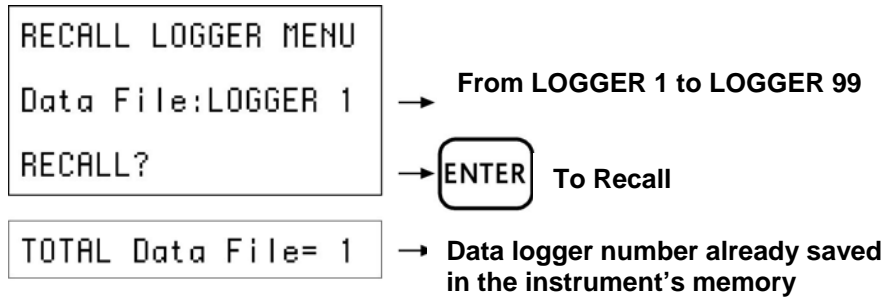 RECALL LOGGER MENU
Data File:LOGGER 1
From LOGGER 1 to LOGGER 99
RECALL?
ENTER
To Recall
TOTAL Data File= 1
Data logger number already saved
in the instrument's memory